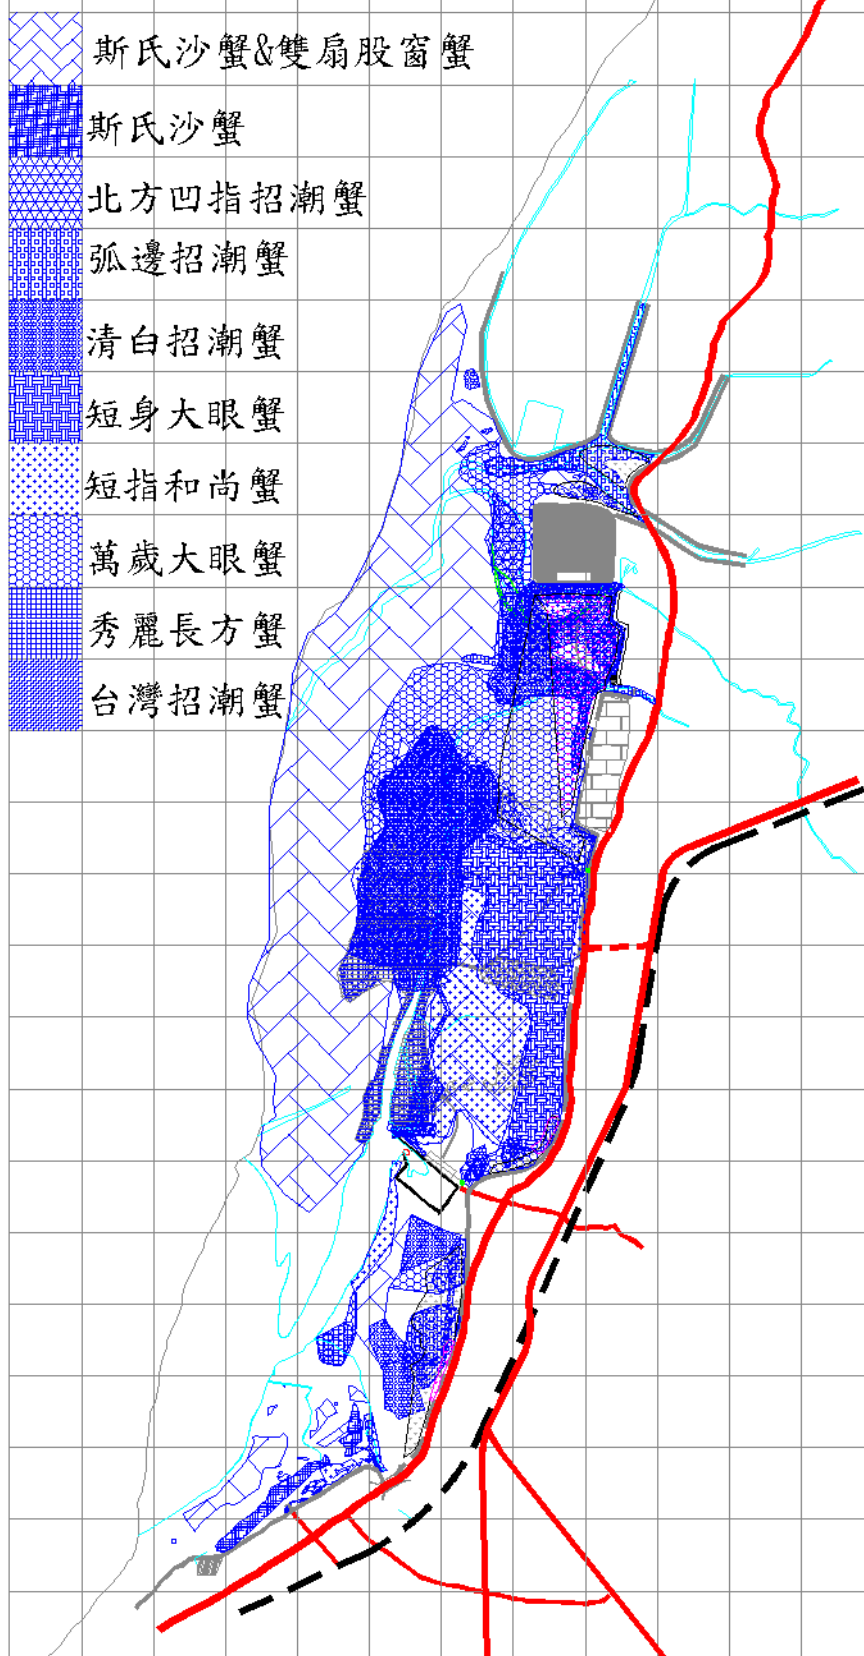 斯氏沙蟹&雙扇股窗蟹
斯氏沙蟹
北方凹指招潮蟹
弧邊招潮蟹
清白招潮蟹
短身大眼蟹
短指和尚蟹
萬歲大眼蟹
秀麗長方蟹
台灣招潮蟹